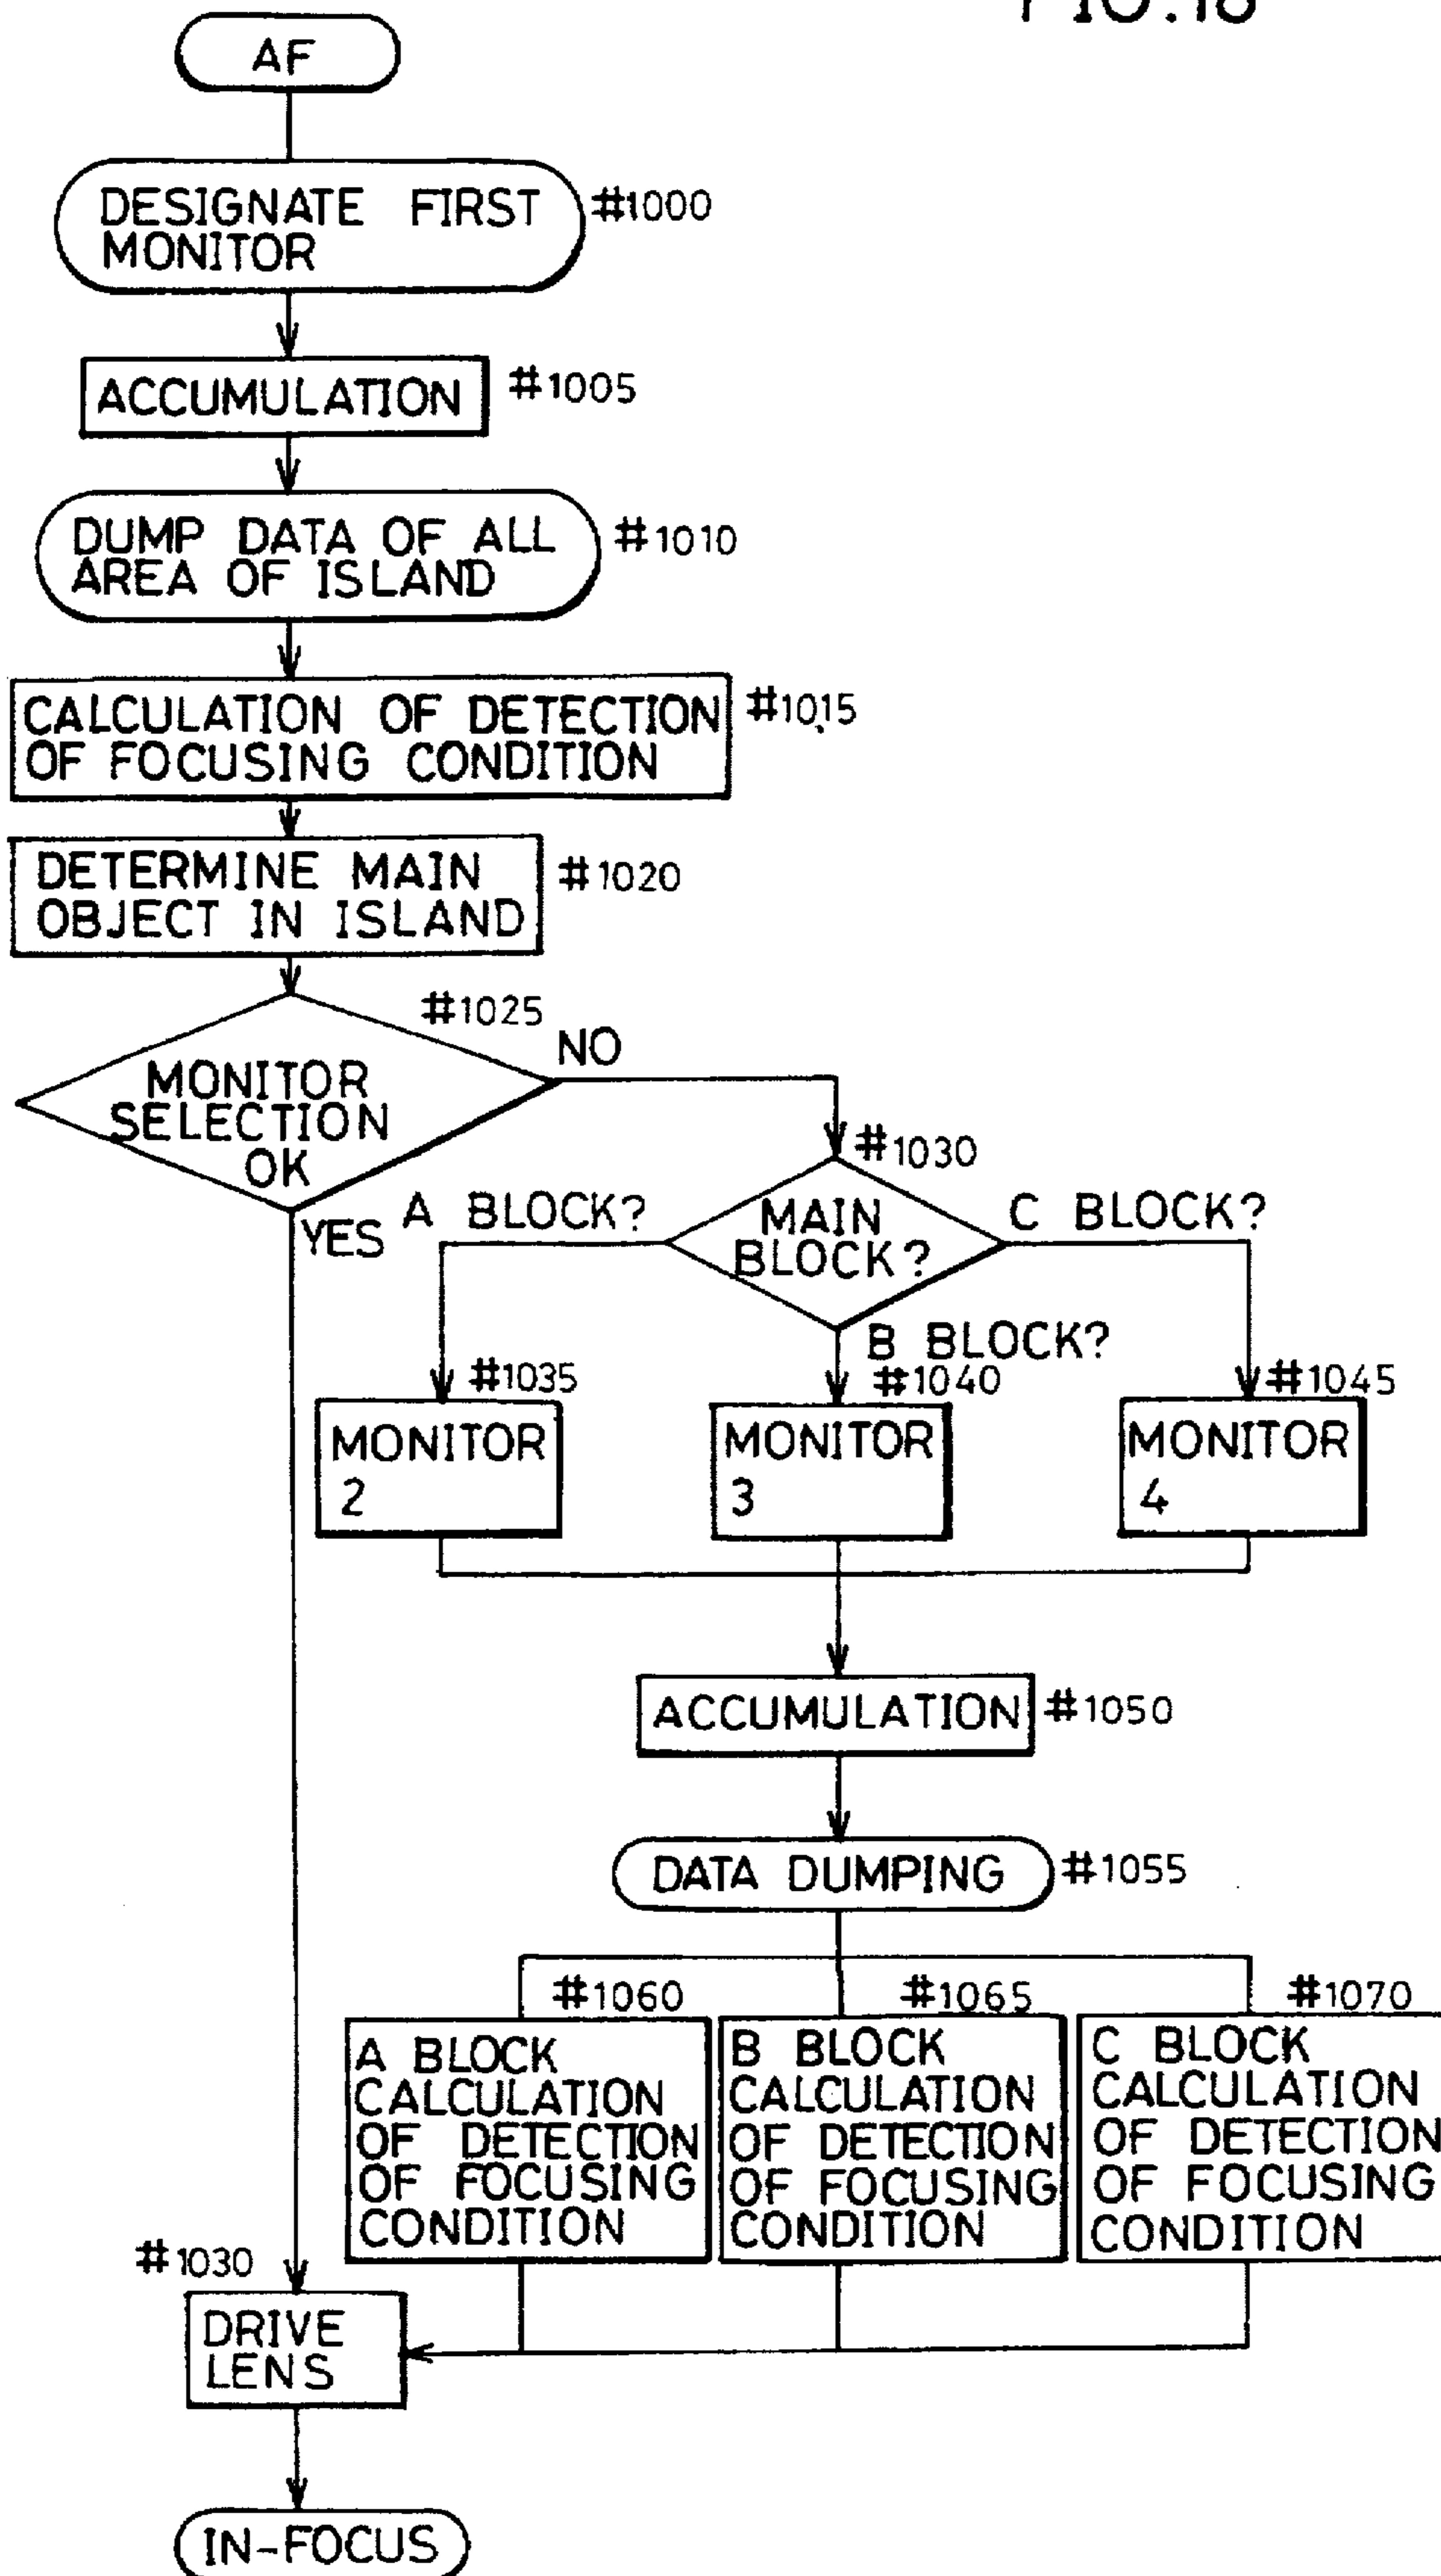 FIG.18
AF
DESIGNATE FIRST
MONITOR
#1000
ACCUMULATION
#1005
DUMP DATA OF ALL
AREA OF ISLAND
#1010
CALCULATION OF DETECTION
OF FOCUSING CONDITION
#1015
DETERMINE MAIN
OBJECT IN ISLAND
#1020
#1025
MONITOR
SELECTION
OK
NO
YES
#1030
MAIN
BLOCK?
A BLOCK?
C BLOCK?
B BLOCK?
#1035
MONITOR
2
#1040
MONITOR
3
#1045
MONITOR
4
ACCUMULATION
#1050
DATA DUMPING
#1055
#1060
A BLOCK
CALCULATION
OF DETECTION
OF FOCUSING
CONDITION
#1065
B BLOCK
CALCULATION
OF DETECTION
OF FOCUSING
CONDITION
#1070
C BLOCK
CALCULATION
OF DETECTION
OF FOCUSING
CONDITION
#1030
DRIVE
LENS
IN-FOCUS